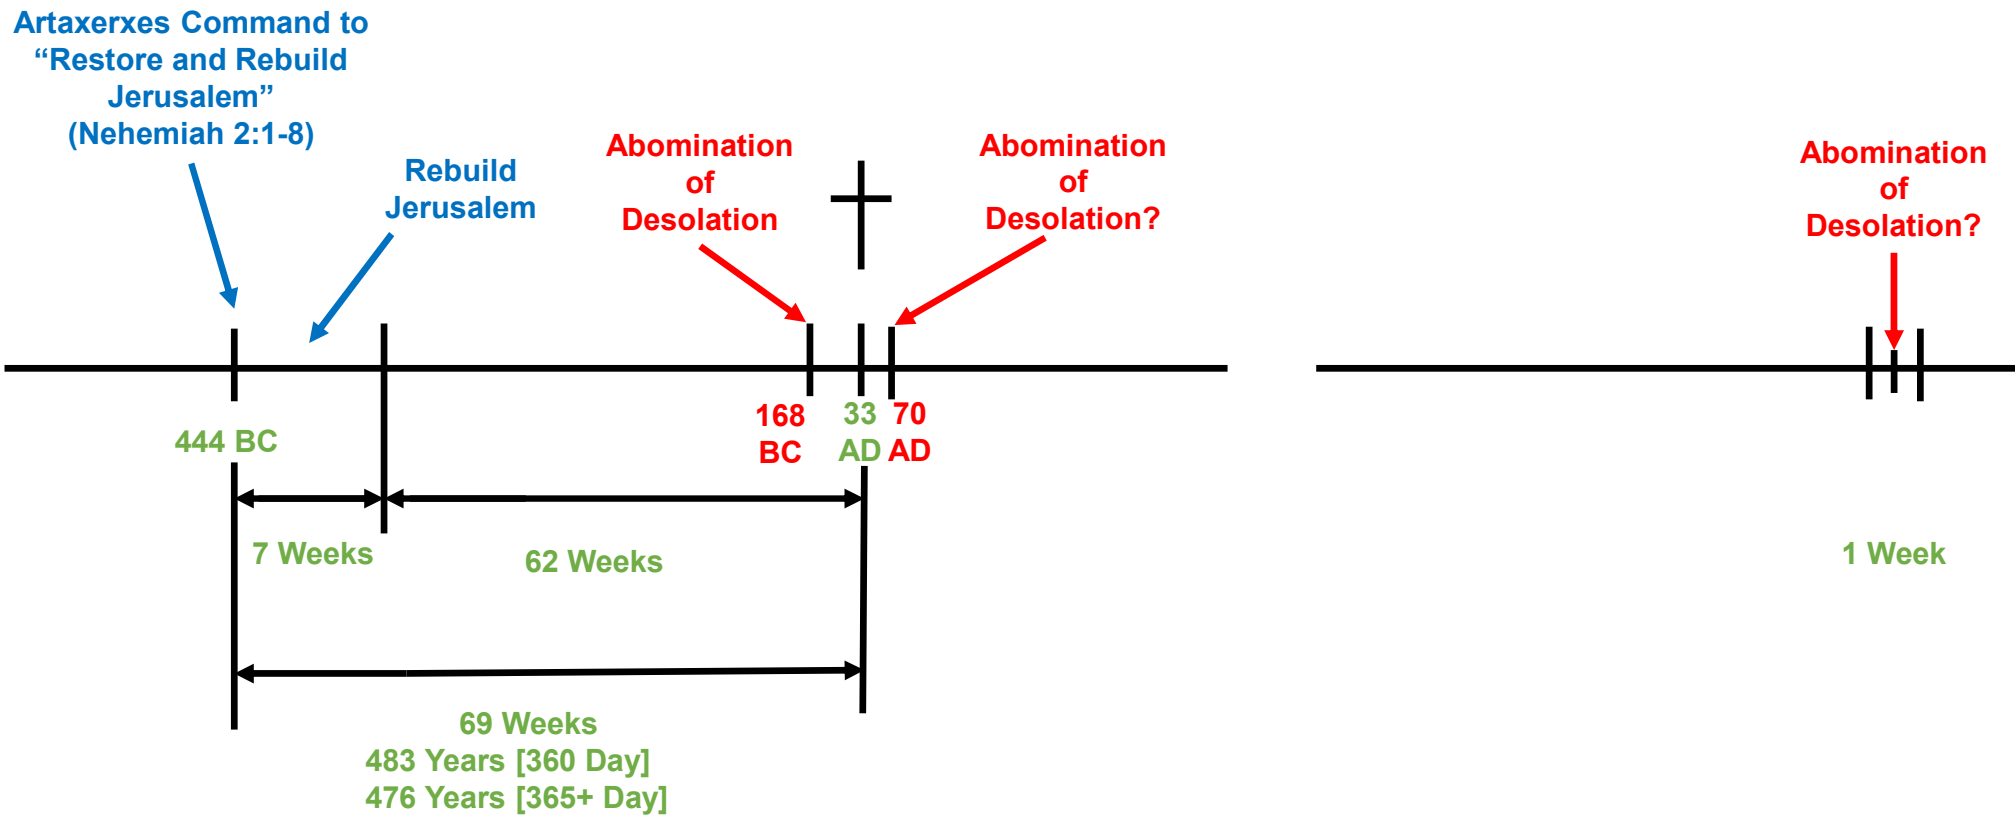 Artaxerxes Command to
“Restore and Rebuild
Jerusalem”
(Nehemiah 2:1-8)
Rebuild
Jerusalem
Abomination
of
Desolation
Abomination
of
Desolation?
Abomination
of
Desolation?
444 BC
168
BC
33
AD
70
AD
7 Weeks
62 Weeks
1 Week
69 Weeks
483 Years [360 Day]
476 Years [365+ Day]